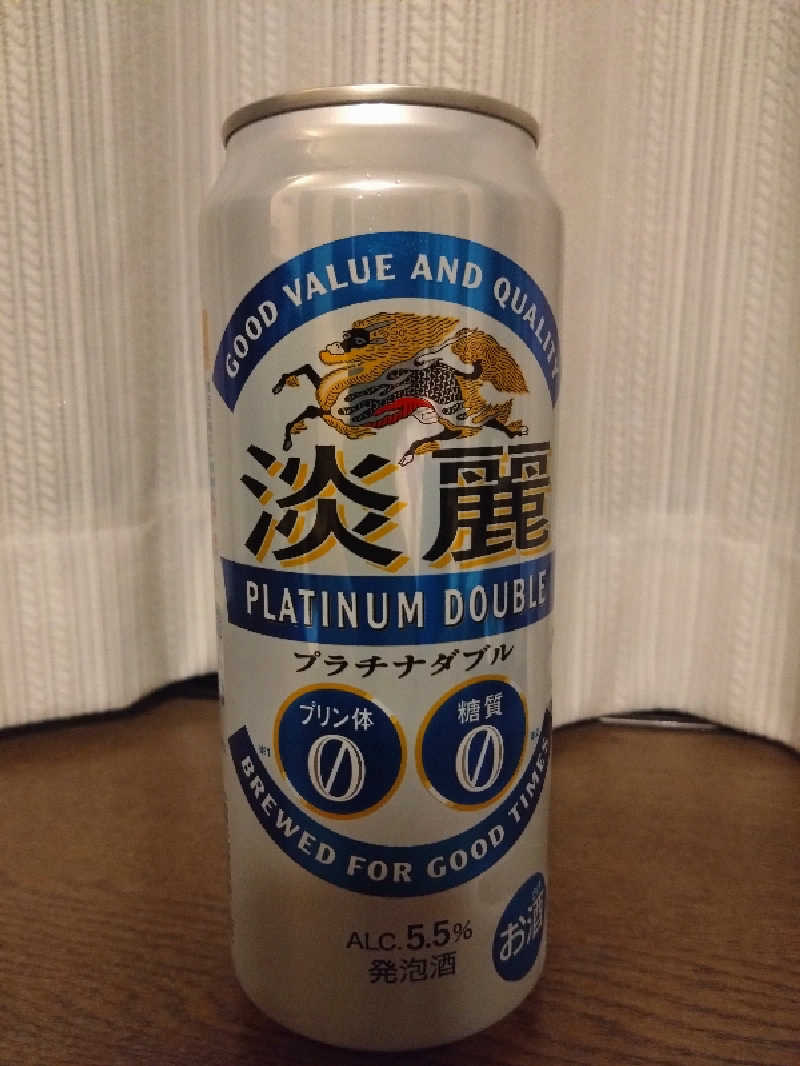 GOOD VALUE AND QUALITY
淡麗
PLATINUM DOUBLE
プラチナダブル
プリン体
0
糖質
0
BREWED FOR GOOD TIMES
ALC. 5.5%
発泡酒
お酒